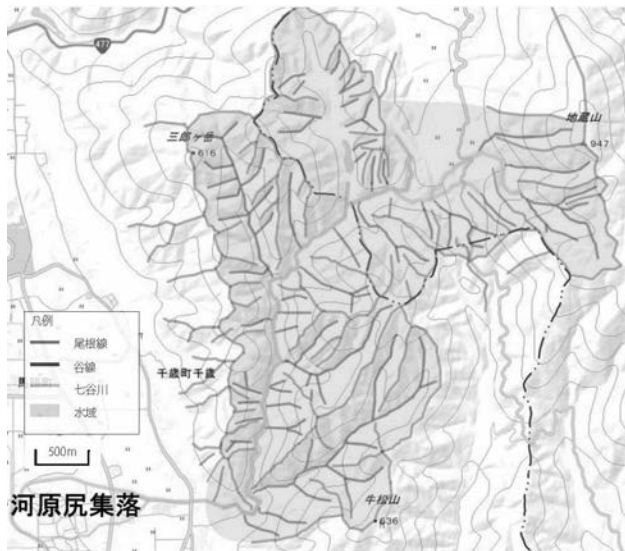 477
三郎ヶ岳
616
地蔵山
947
凡例
尾根線
谷線
七谷川
水域
500m
千歳町千歳
河原尻集落
牛松山
636